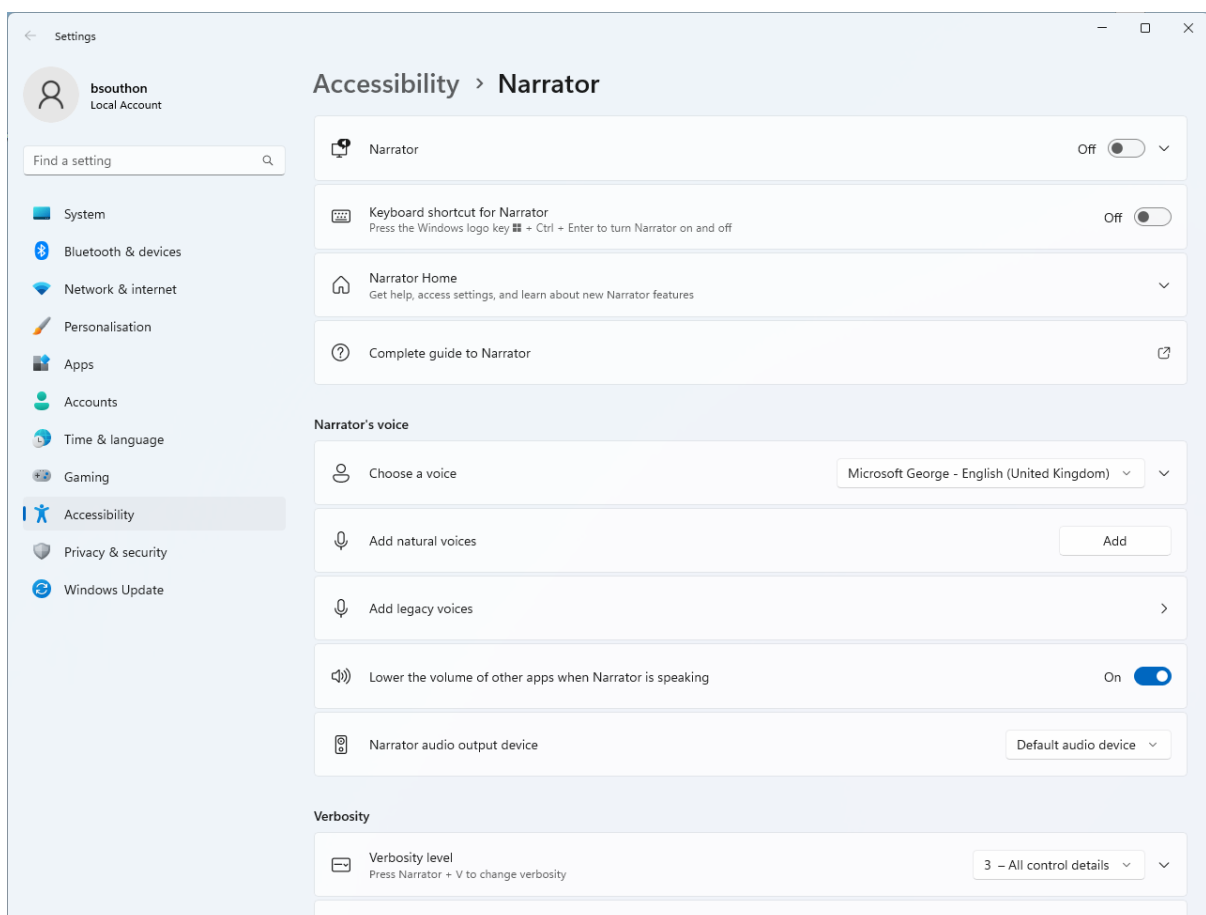 Settings
bsouthon
Local Account
Find a setting
System
Bluetooth & devices
Network & internet
Personalisation
Apps
Accounts
Time & language
Gaming
Accessibility
Privacy & security
Windows Update
Accessibility > Narrator
Narrator Off
Keyboard shortcut for Narrator Off
Press the Windows logo key + Ctrl + Enter to turn Narrator on and off
Narrator Home
Get help, access settings, and learn about new Narrator features
Complete guide to Narrator
Narrator's voice
Choose a voice Microsoft George - English (United Kingdom)
Add natural voices Add
Add legacy voices
Lower the volume of other apps when Narrator is speaking On
Narrator audio output device Default audio device
Verbosity
Verbosity level 3 – All control details
Press Narrator + V to change verbosity